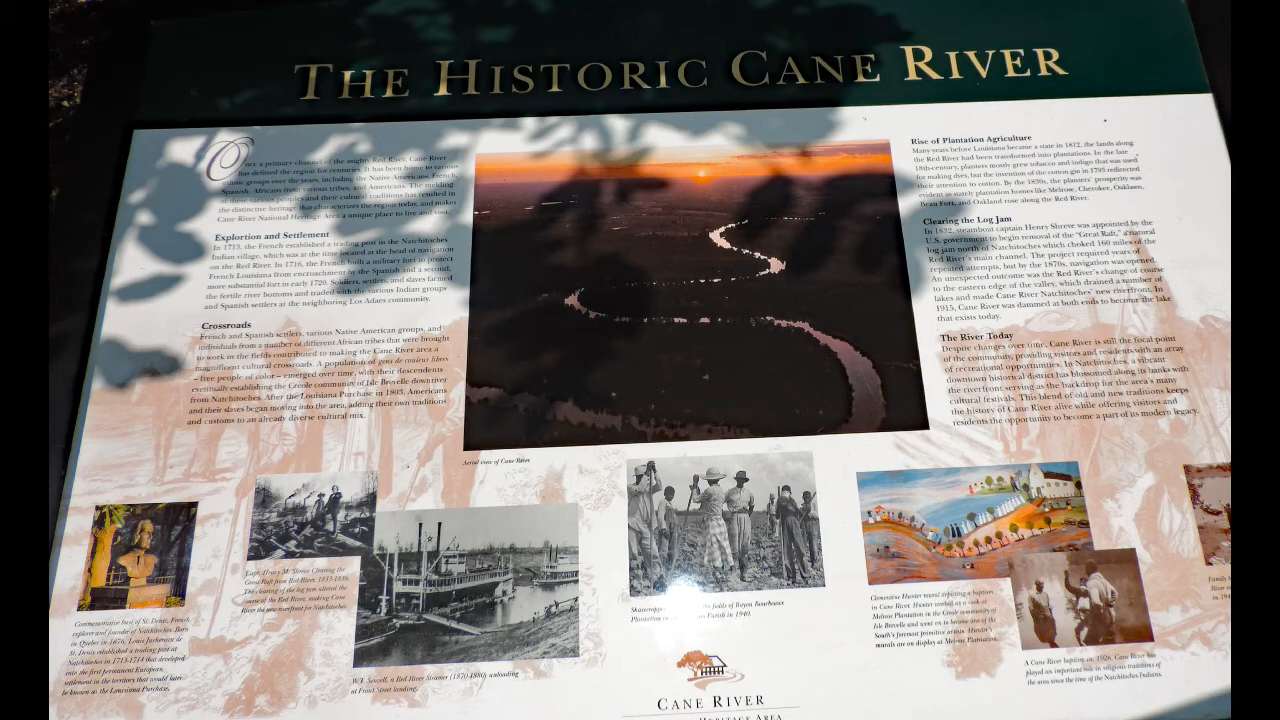 THE HISTORIC CANE RIVER
Once a primary channel of the mighty Red River, Cane River
has defined the region for centuries. It has been home to various
groups over the years, including the Native Americans, French,
Spanish, Africans from various tribes, and Americans. The melding
of these various peoples and their cultural traditions has resulted in
the distinctive heritage that characterizes the region today, and makes
Cane River National Heritage Area a unique place to live and visit.
Explortion and Settlement
In 1713, the French established a trading post in the Natchitoches
Indian village, which was at the time located at the head of navigation
on the Red River. In 1716, the French built a military fort to protect
French Louisiana from encroachment by the Spanish and a second,
more substantial fort in early 1720. Soldiers, settlers, and slaves farmed
the fertile river bottoms and traded with the various Indian groups
and Spanish settlers at the neighboring Los Adaes community.
Crossroads
French and Spanish settlers, various Native American groups, and
individuals from a number of different African tribes that were brought
to work in the fields contributed to making the Cane River area a
magnificent cultural crossroads. A population of gens de couleur libres
– free people of color – emerged over time, with their descendents
eventually establishing the Creole community of Isle Brevelle downriver
from Natchitoches. After the Louisiana Purchase in 1803, Americans
and their slaves began moving into the area, adding their own traditions
and customs to an already diverse cultural mix.
Aerial view of Cane River
Rise of Plantation Agriculture
Many years before Louisiana became a state in 1812, the lands along
the Red River had been transformed into plantations. In the late
18th-century, planters mostly grew tobacco and indigo that was used
for making dyes, but the invention of the cotton gin in 1793 redirected
their attention to cotton. By the 1830s, the planters' prosperity was
evident as stately plantation homes like Melrose, Cherokee, Oaklawn,
Beau Fort, and Oakland rose along the Red River.
Clearing the Log Jam
In 1832, steamboat captain Henry Shreve was appointed by the
U.S. government to begin removal of the "Great Raft," a natural
log jam north of Natchitoches which choked 160 miles of the
Red River's main channel. The project required years of
repeated attempts, but by the 1870s, navigation was opened.
An unexpected outcome was the Red River's change of course
to the eastern edge of the valley, which drained a number of
lakes and made Cane River Natchitoches' new riverfront. In
1915, Cane River was dammed at both ends to become the lake
that exists today.
The River Today
Despite changes over time, Cane River is still the focal point
of the community, providing visitors and residents with an array
of recreational opportunities. In Natchitoches, a vibrant
downtown historical district has blossomed along its banks with
the riverfront serving as the backdrop for the area's many
cultural festivals. This blend of old and new traditions keeps
the history of Cane River alive while offering visitors and
residents the opportunity to become a part of its modern legacy.
Commemorative bust of St. Denis, French
explorer and founder of Natchitoches. Born
in Quebec in 1676, Louis Juchereau de
St. Denis established a trading post at
Natchitoches in 1713-1714 that developed
into the first permanent European
settlement in the territory that would later
be known as the Louisiana Purchase.
Capt. Henry M. Shreve Clearing the
Great Raft from Red River, 1833-1838.
The clearing of the log jam altered the
course of the Red River, making Cane
River the new riverfront for Natchitoches.
W.T. Scovell, a Red River Steamer (1870-1880) unloading
at Front Street landing.
the fields of Bayou Bourbeaux
Plantation Parish in 1940.
CANE RIVER
HERITAGE AREA
Clementine Hunter mural depicting a baptism
in Cane River. Hunter worked as a cook at
Melrose Plantation in the Creole community of
Isle Brevelle and went on to become one of the
South's foremost primitive artists. Hunter's
murals are on display at Melrose Plantation.
A Cane River baptism ca. 1926. Cane River has
played an important role in religious traditions of
the area since the time of the Natchitoches Indians.
Family
River
in 194